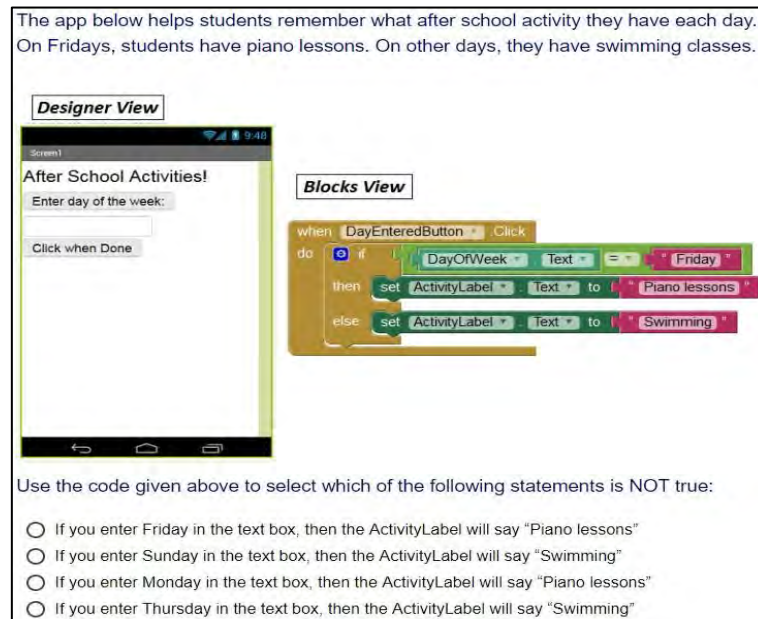 The app below helps students remember what after school activity they have each day.
On Fridays, students have piano lessons. On other days, they have swimming classes.
Designer View
9:48
Screen1
After School Activities!
Enter day of the week:
Click when Done
Blocks View
when DayEnteredButton .Click
do if DayOfWeek . Text = " Friday "
then set ActivityLabel . Text to " Piano lessons "
else set ActivityLabel . Text to " Swimming "
Use the code given above to select which of the following statements is NOT true:
If you enter Friday in the text box, then the ActivityLabel will say “Piano lessons”
If you enter Sunday in the text box, then the ActivityLabel will say “Swimming”
If you enter Monday in the text box, then the ActivityLabel will say “Piano lessons”
If you enter Thursday in the text box, then the ActivityLabel will say “Swimming”